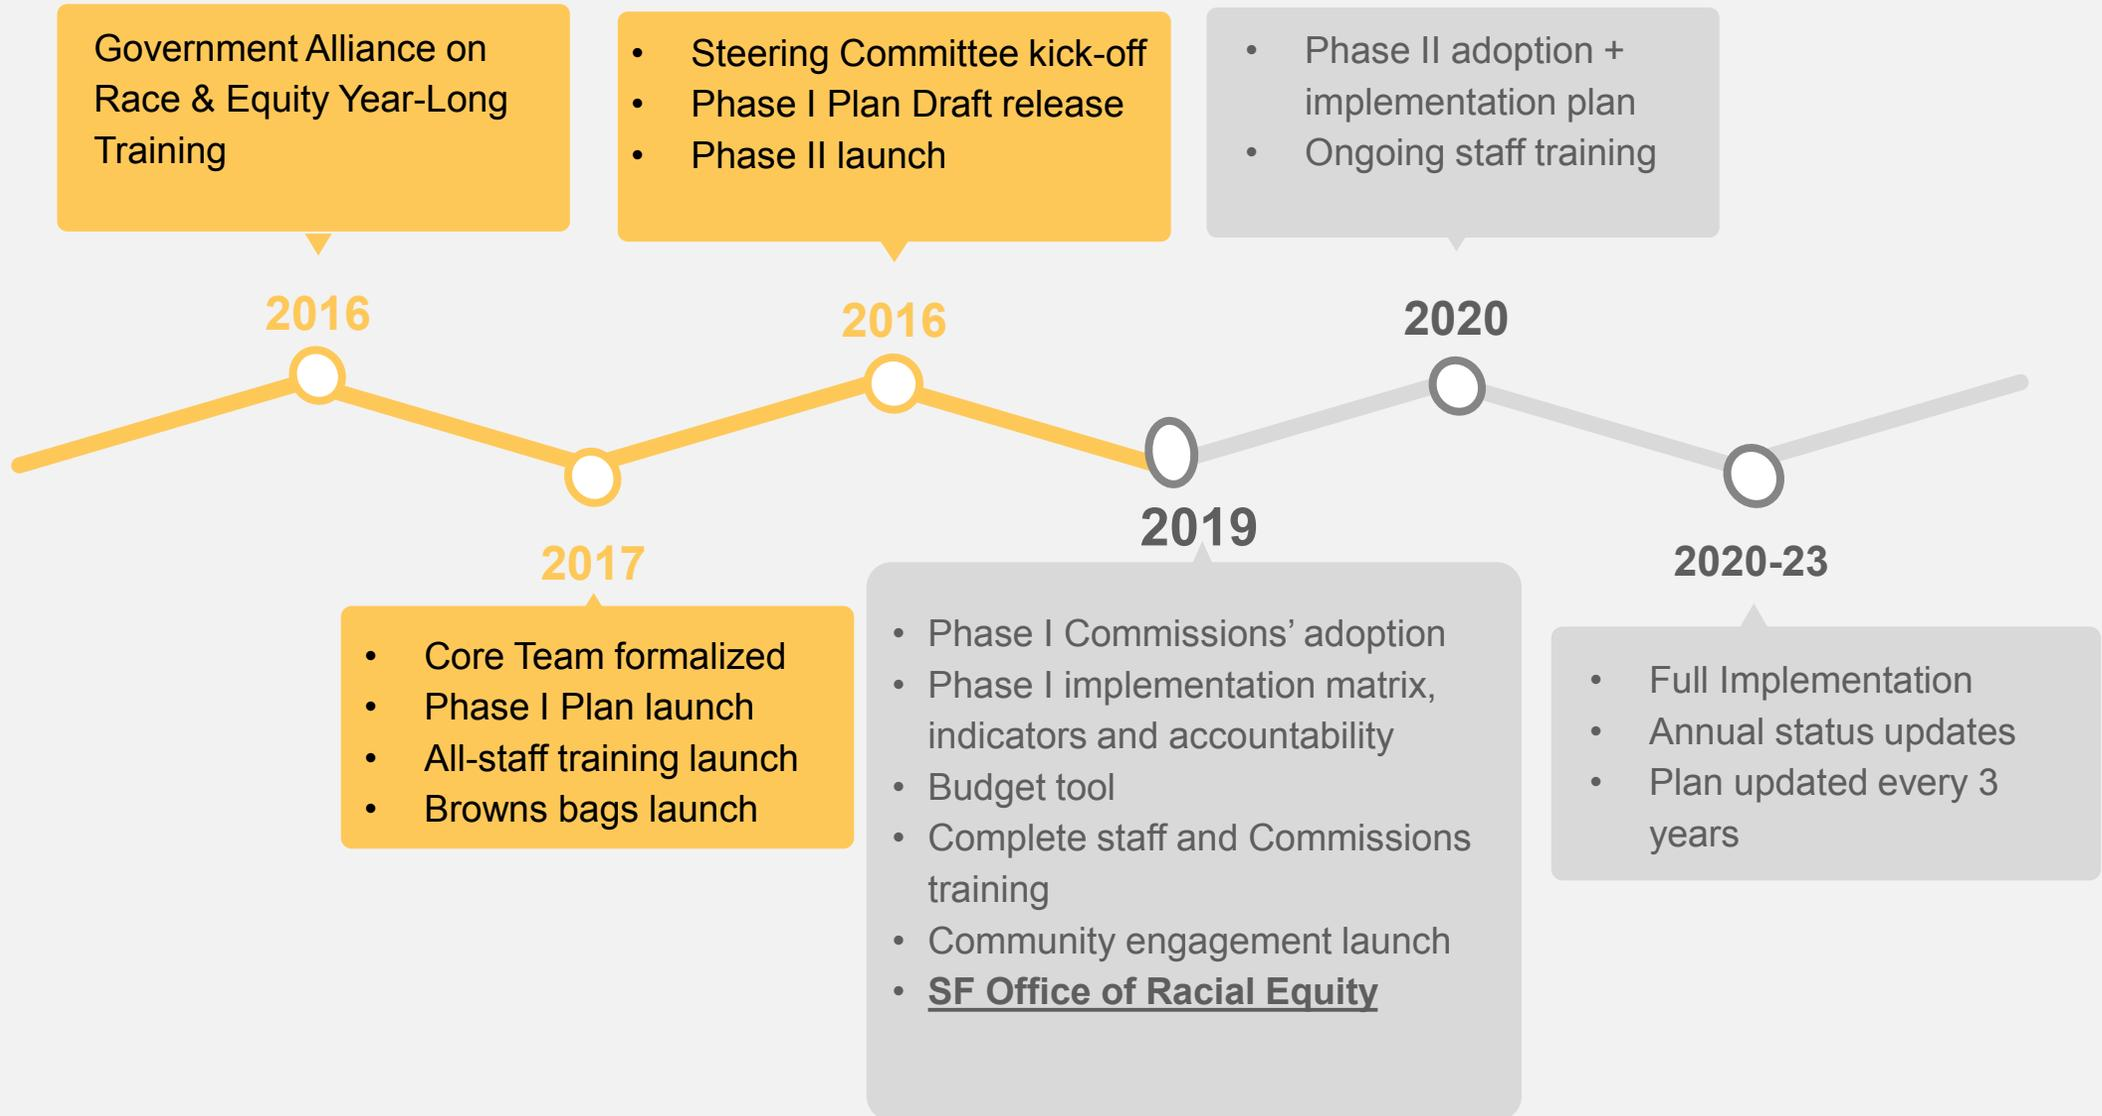 Government Alliance on
Race & Equity Year-Long
Training
2016
• Core Team formalized
• Phase I Plan launch
• All-staff training launch
• Browns bags launch
2017
• Steering Committee kick-off
• Phase I Plan Draft release
• Phase II launch
2016
2019
• Phase I Commissions’ adoption
• Phase I implementation matrix,
indicators and accountability
• Budget tool
• Complete staff and Commissions
training
• Community engagement launch
• SF Office of Racial Equity
• Phase II adoption +
implementation plan
• Ongoing staff training
2020
2020-23
• Full Implementation
• Annual status updates
• Plan updated every 3
years